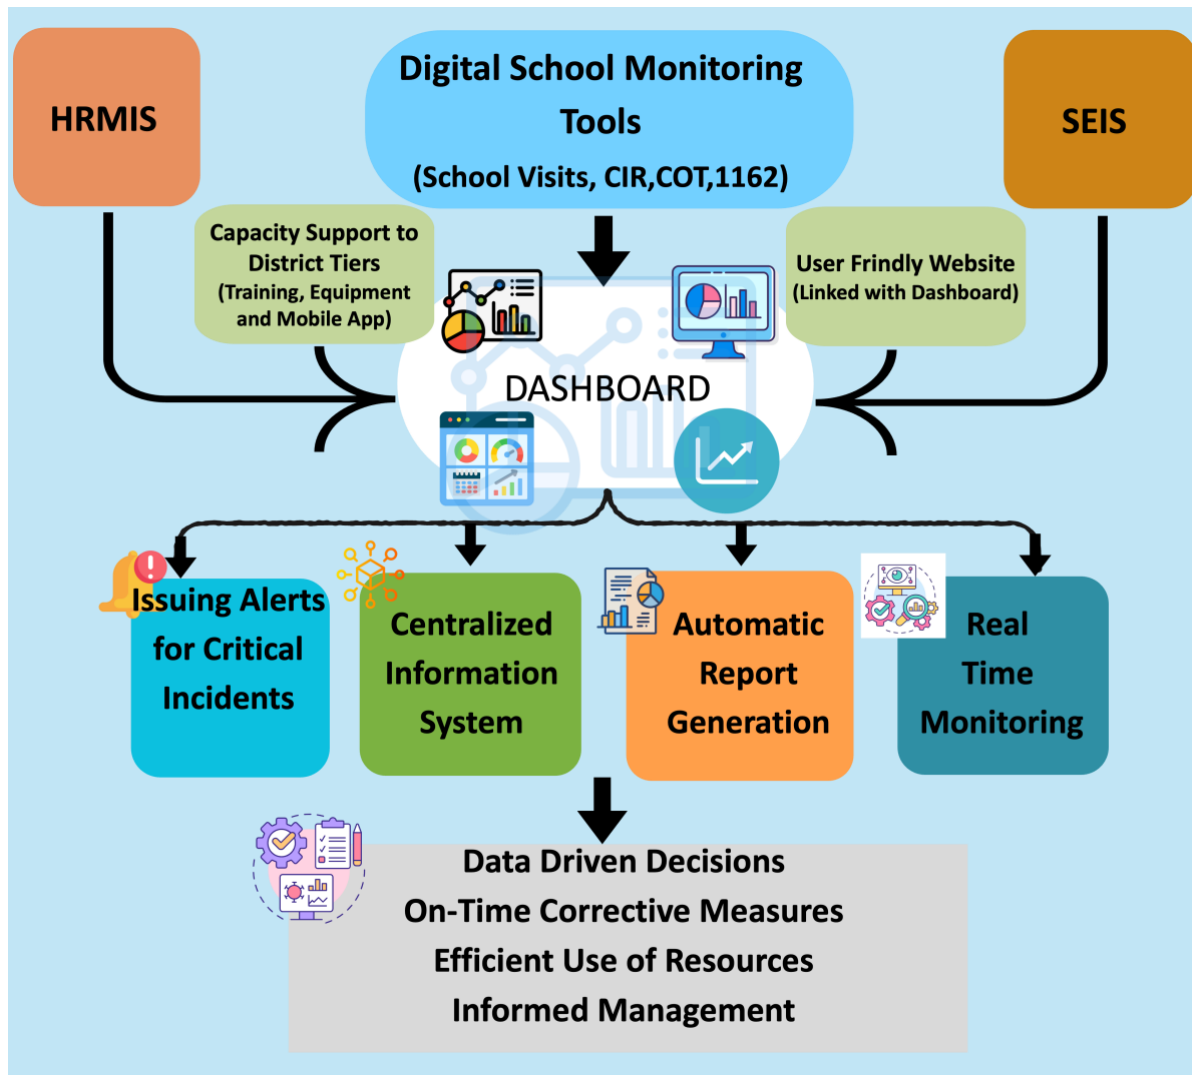 HRMIS
Digital School Monitoring
Tools
(School Visits, CIR,COT,1162)
SEIS
Capacity Support to
District Tiers
(Training, Equipment
and Mobile App)
User Frindly Website
(Linked with Dashboard)
DASHBOARD
Issuing Alerts
for Critical
Incidents
Centralized
Information
System
Automatic
Report
Generation
Real
Time
Monitoring
Data Driven Decisions
On-Time Corrective Measures
Efficient Use of Resources
Informed Management